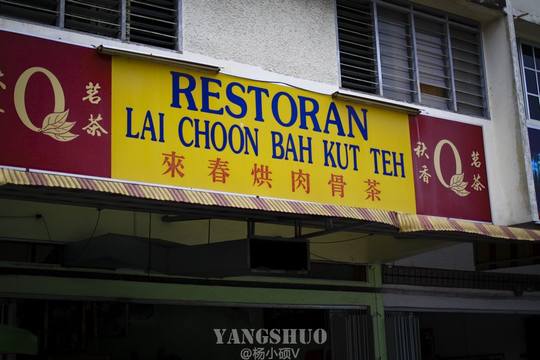 RESTORAN
LAI CHOON BAH KUT TEH
來春烘肉骨茶
Q
茗茶
秋香
Q
茗茶
YANGSHUO
@杨小硕V